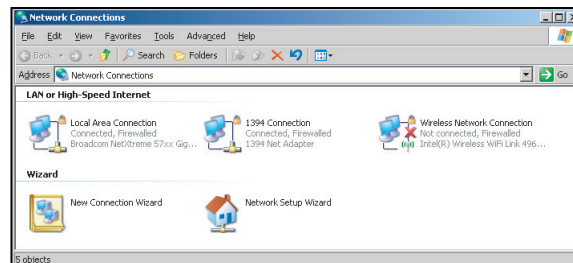 Network Connections
File Edit View Favorites Tools Advanced Help
Back Search Folders
Address Network Connections Go
LAN or High-Speed Internet
Local Area Connection
Connected, Firewalled
Broadcom NetXtreme 57xx Gig...
1394 Connection
Connected, Firewalled
1394 Net Adapter
Wireless Network Connection
Not connected, Firewalled
Intel(R) Wireless WiFi Link 496...
Wizard
New Connection Wizard
Network Setup Wizard
5 objects